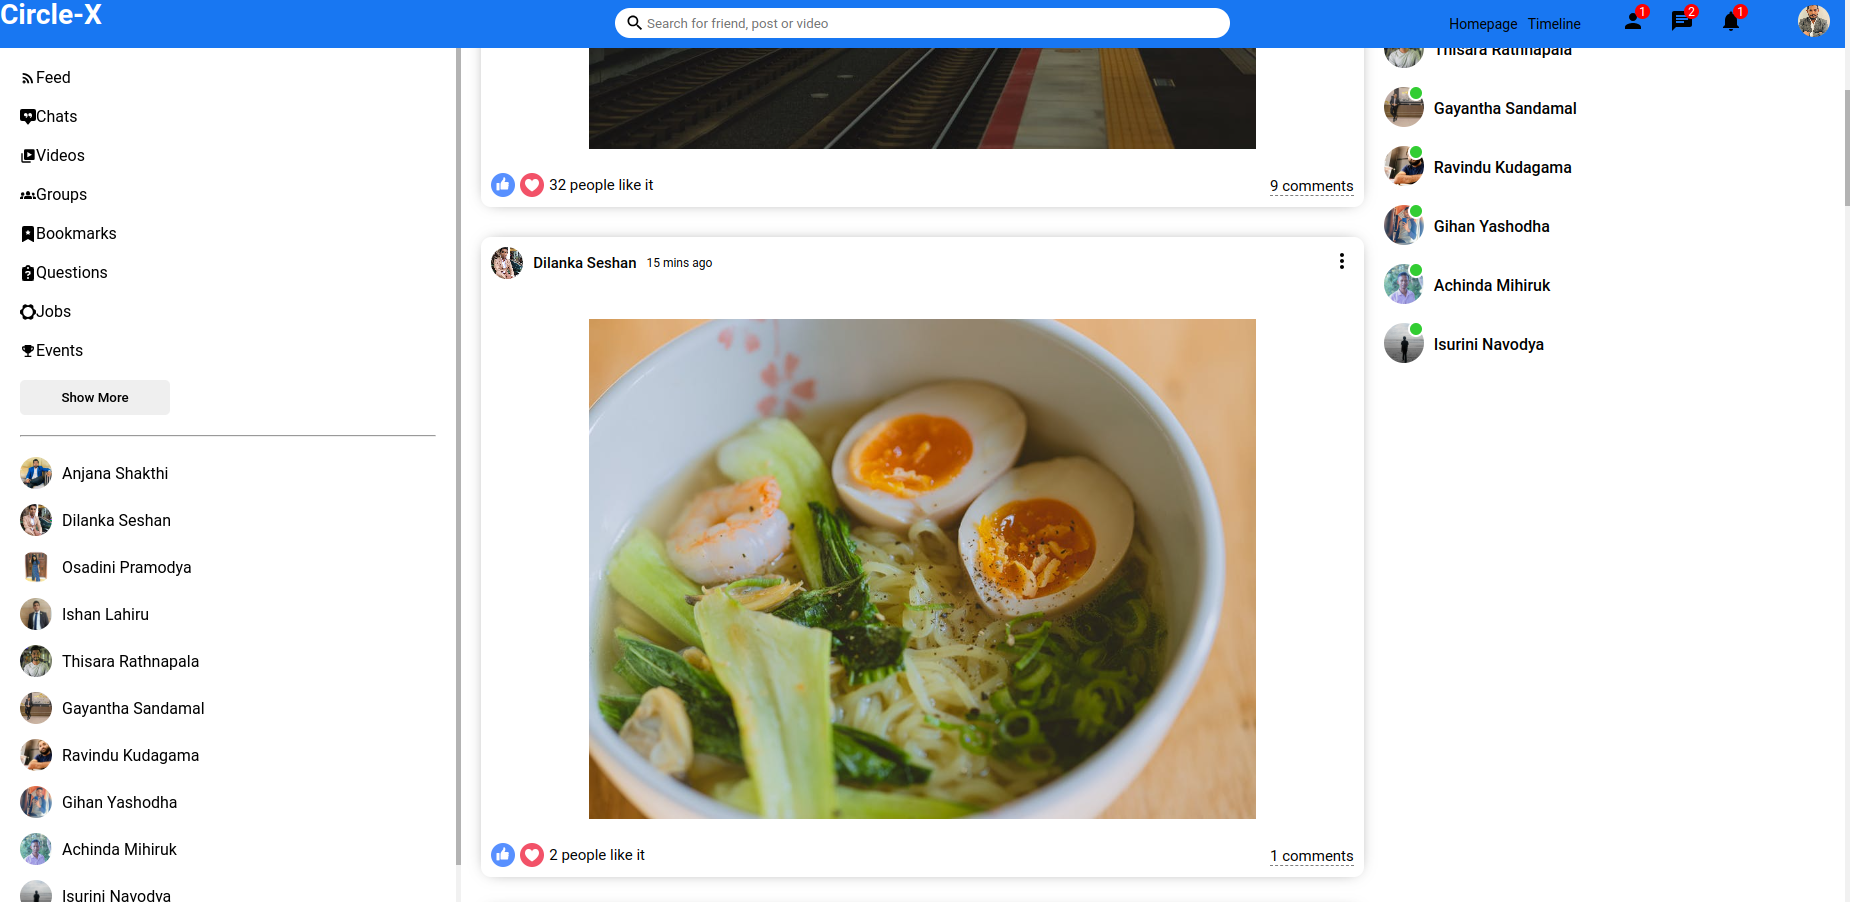 Circle-X
Search for friend, post or video
Homepage Timeline
1
2
1
Feed
Chats
Videos
Groups
Bookmarks
Questions
Jobs
Events
Show More
Anjana Shakthi
Dilanka Seshan
Osadini Pramodya
Ishan Lahiru
Thisara Rathnapala
Gayantha Sandamal
Ravindu Kudagama
Gihan Yashodha
Achinda Mihiruk
Isurini Navodya
32 people like it
9 comments
Dilanka Seshan 15 mins ago
2 people like it
1 comments
Thisara Rathnapala
Gayantha Sandamal
Ravindu Kudagama
Gihan Yashodha
Achinda Mihiruk
Isurini Navodya